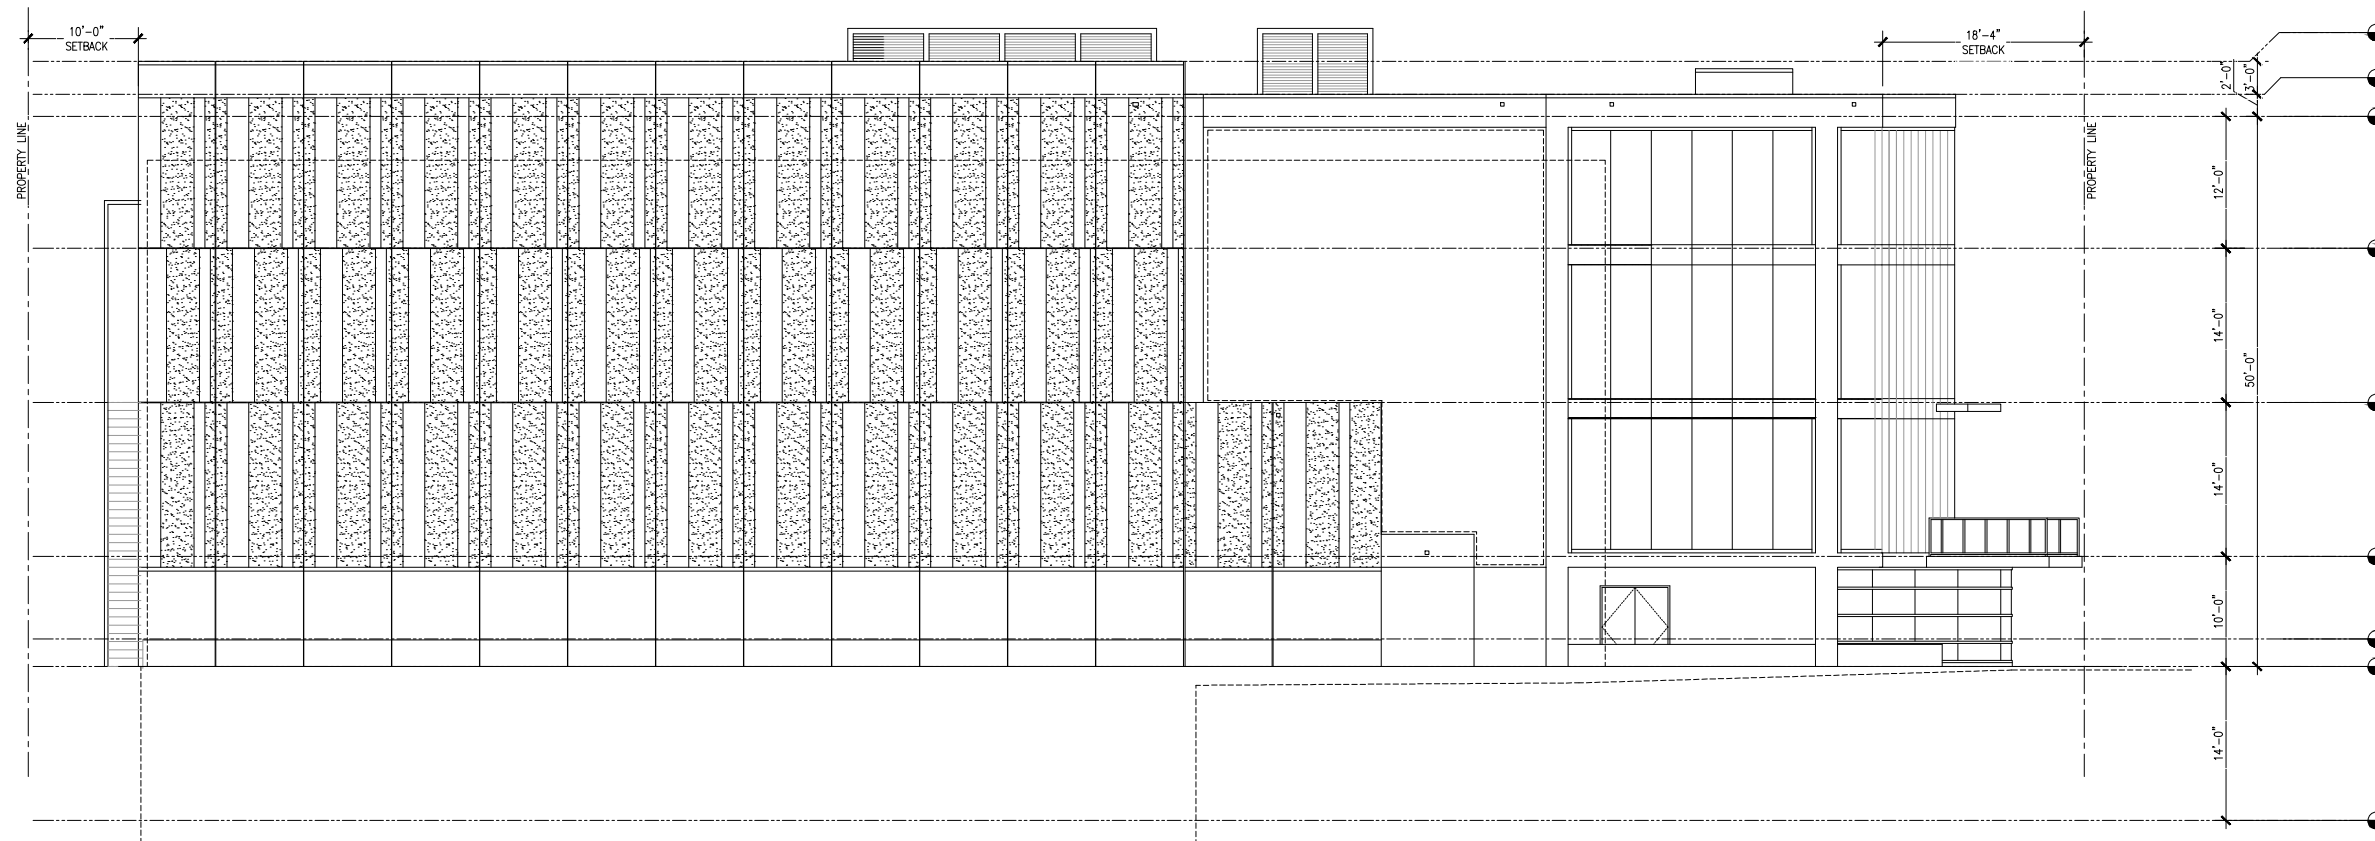 10'-0"
SETBACK
18'-4"
SETBACK
2'-0"
3'-0"
PROPERTY LINE
PROPERTY LINE
12'-0"
14'-0"
50'-0"
14'-0"
10'-0"
14'-0"